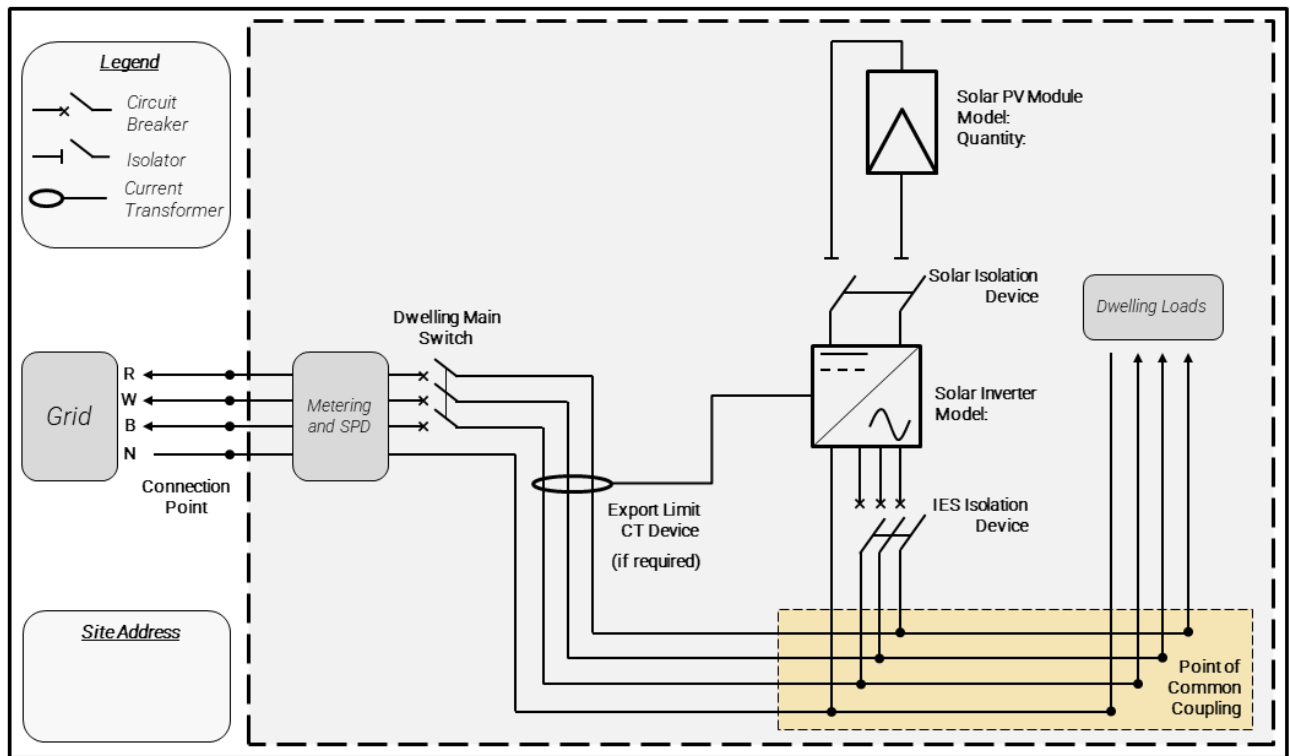 Legend
Circuit
Breaker
Isolator
Current
Transformer
Solar PV Module
Model:
Quantity:
Solar Isolation
Device
Dwelling Loads
Dwelling Main
Switch
Grid
R
W
B
N
Metering
and SPD
Connection
Point
Solar Inverter
Model:
Export Limit
CT Device
(if required)
IES Isolation
Device
Site Address
Point of
Common
Coupling